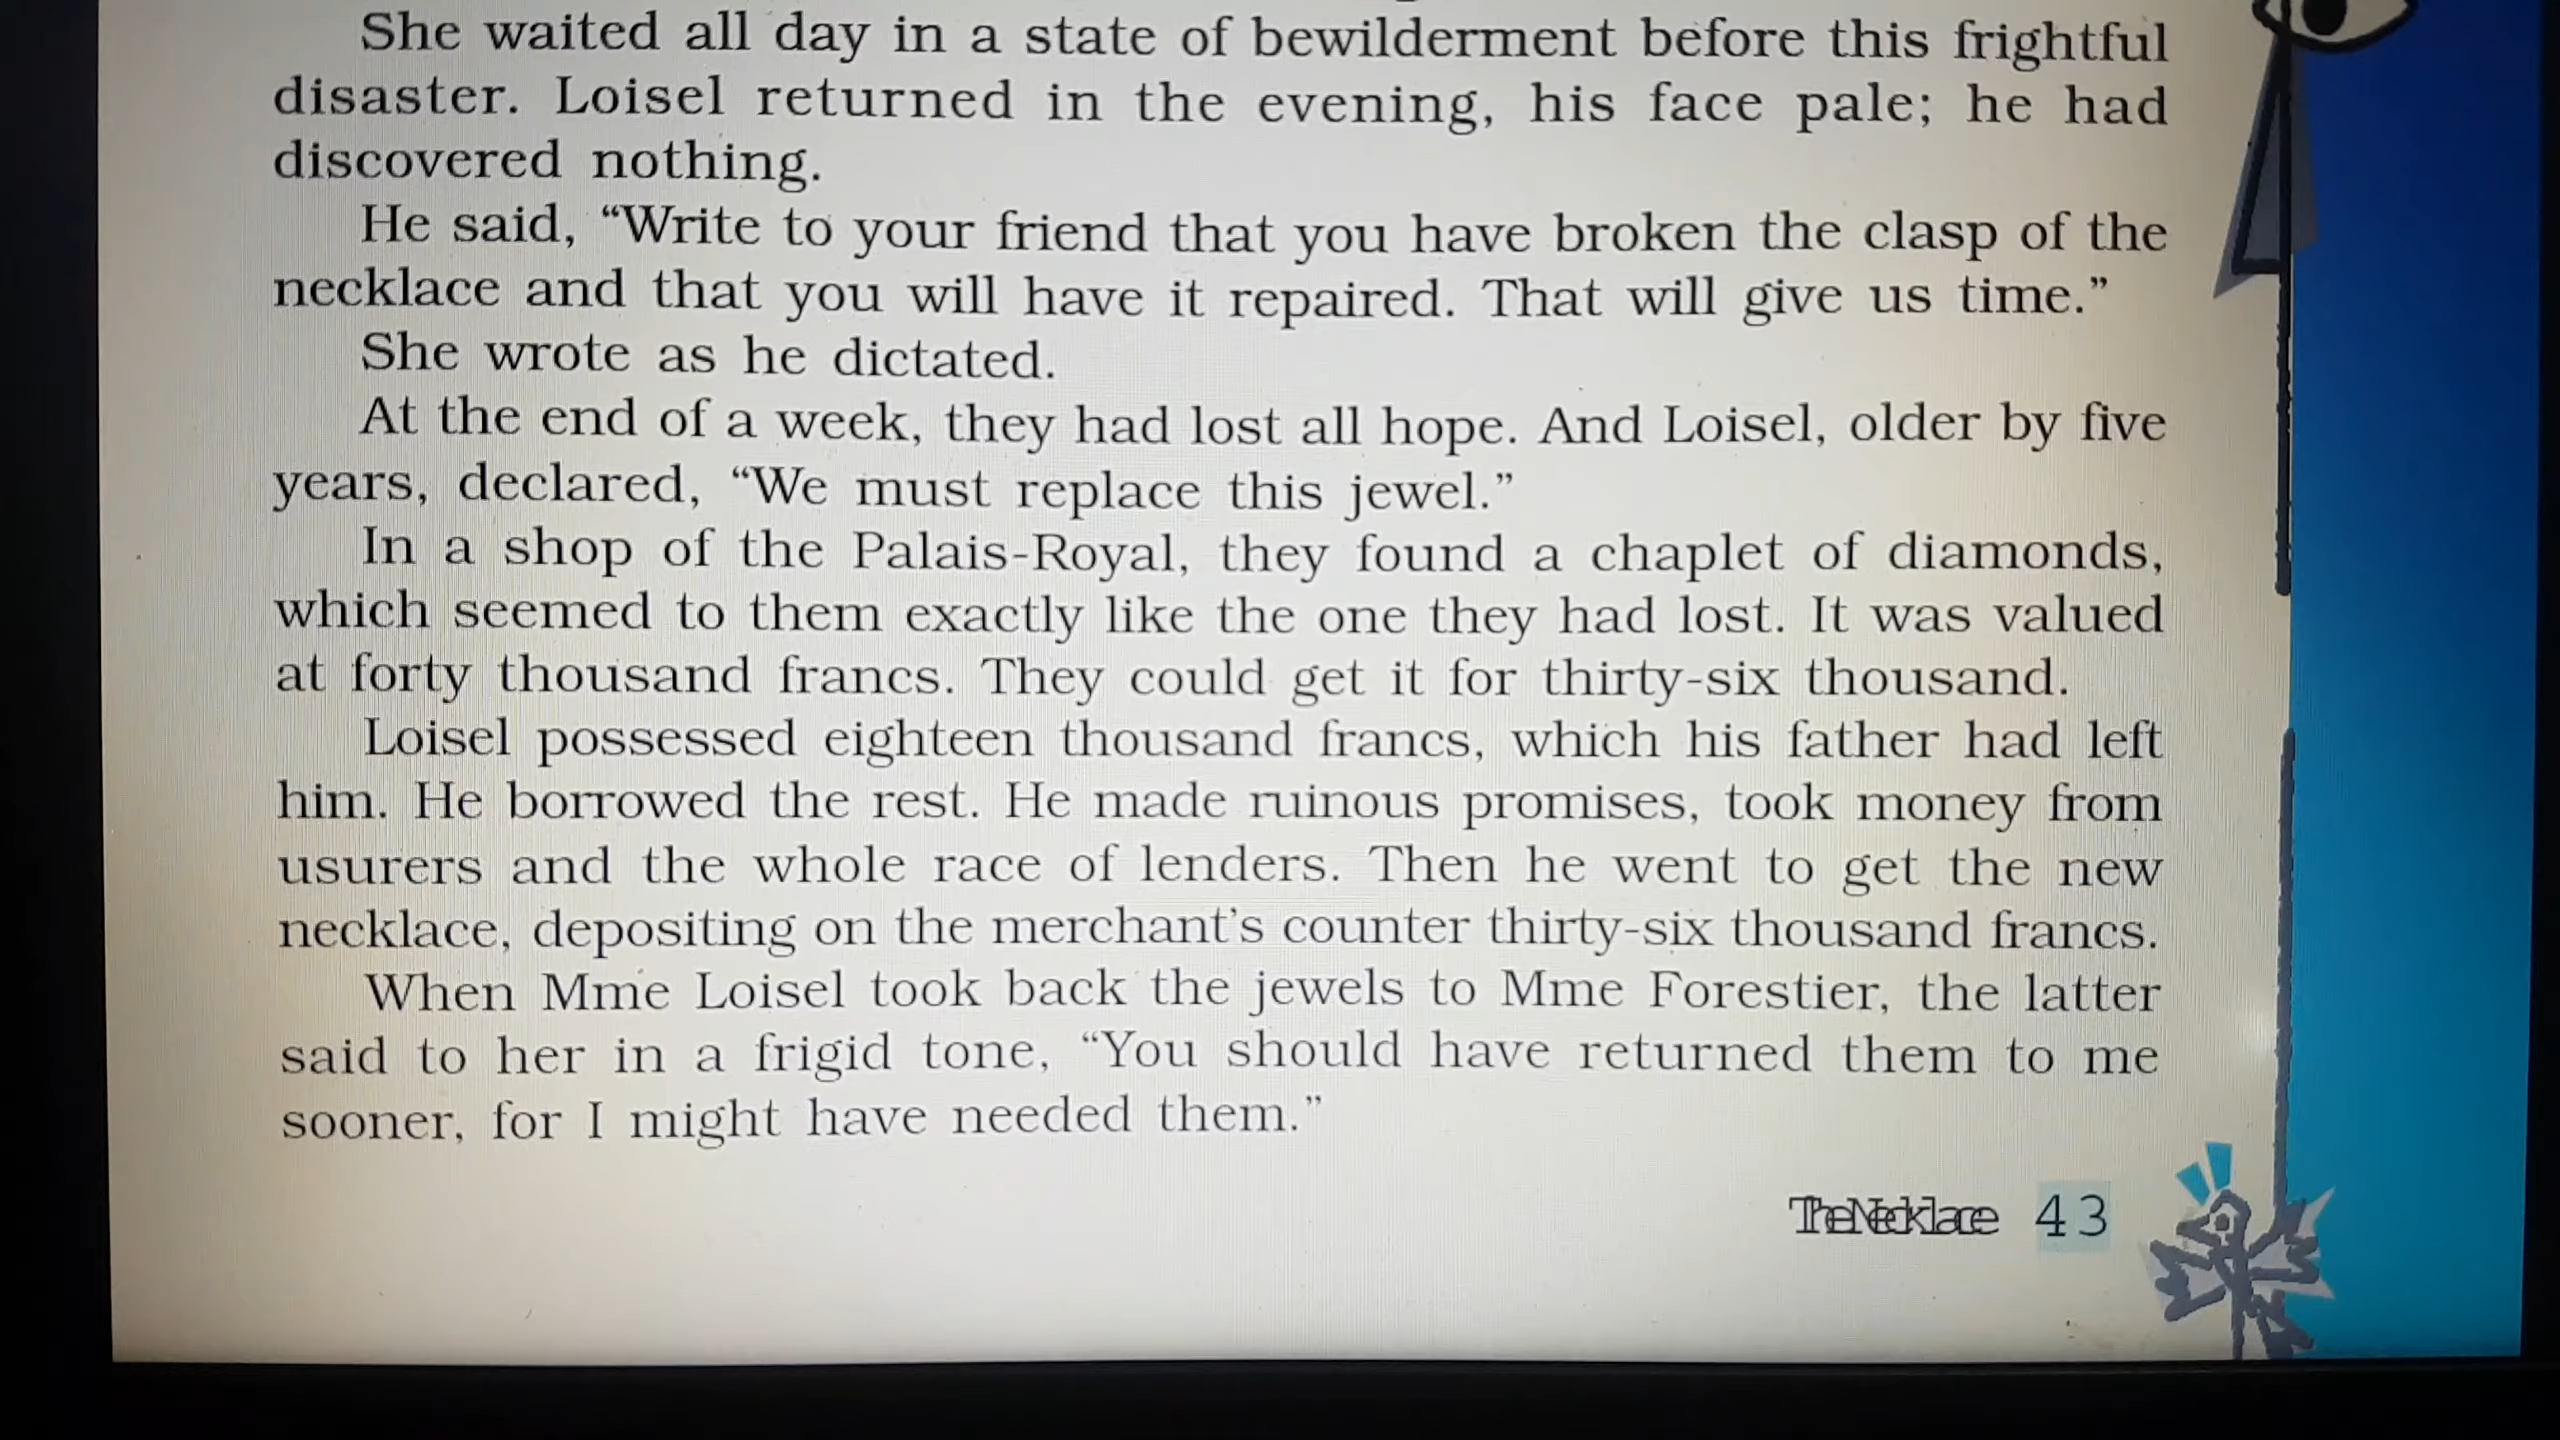 She waited all day in a state of bewilderment before this frightful
disaster. Loisel returned in the evening, his face pale; he had
discovered nothing.
He said, “Write to your friend that you have broken the clasp of the
necklace and that you will have it repaired. That will give us time.”
She wrote as he dictated.
At the end of a week, they had lost all hope. And Loisel, older by five
years, declared, “We must replace this jewel.”
In a shop of the Palais-Royal, they found a chaplet of diamonds,
which seemed to them exactly like the one they had lost. It was valued
at forty thousand francs. They could get it for thirty-six thousand.
Loisel possessed eighteen thousand francs, which his father had left
him. He borrowed the rest. He made ruinous promises, took money from
usurers and the whole race of lenders. Then he went to get the new
necklace, depositing on the merchant’s counter thirty-six thousand francs.
When Mme Loisel took back the jewels to Mme Forestier, the latter
said to her in a frigid tone, “You should have returned them to me
sooner, for I might have needed them.”
The Necklace 43